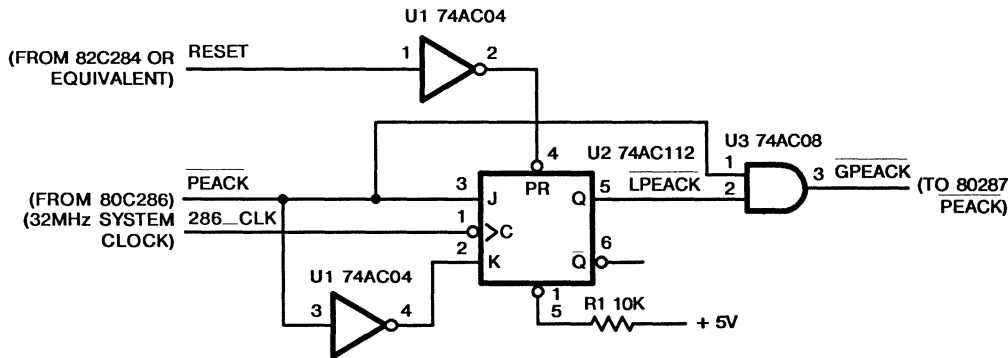 U1 74AC04
(FROM 82C284 OR
EQUIVALENT)
RESET
1
2
4
PR
U2 74AC112
U3 74AC08
(FROM 80C286)
PEACK
3
J
Q
5
LPEACK
1
2
3
GPEACK
(TO 80287
PEACK)
(32MHz SYSTEM
CLOCK)
286_CLK
1
C
2
K
Q
6
U1 74AC04
3
4
1
5
R1 10K
+ 5V